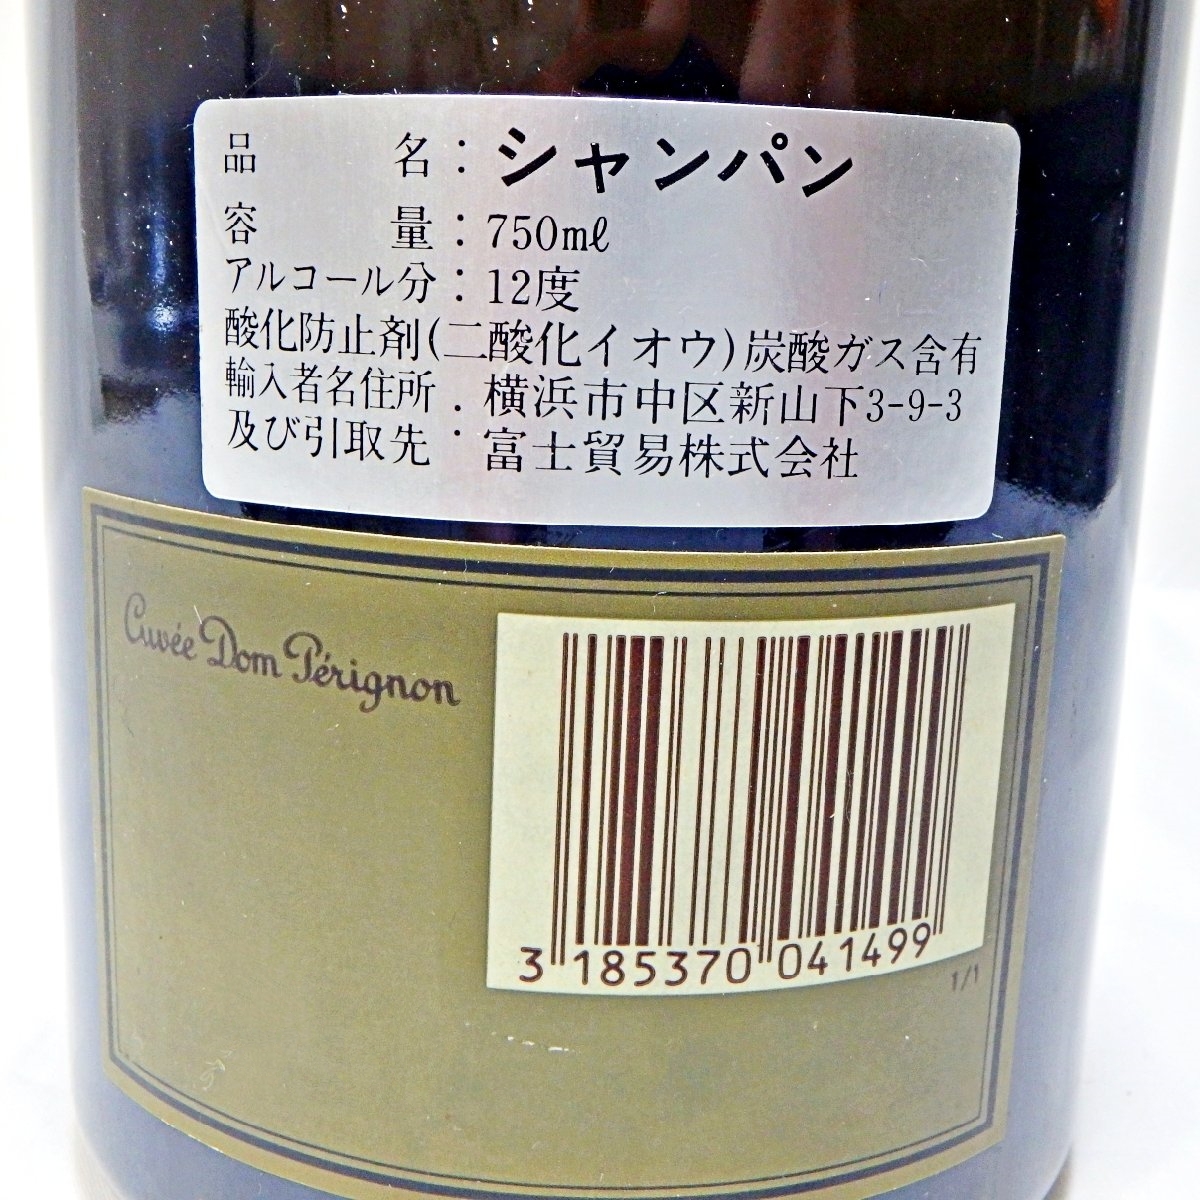 品名：シャンパン
容量：750mℓ
アルコール分：12度
酸化防止剤(二酸化イオウ)炭酸ガス含有
輸入者名住所及び引取先：横浜市中区新山下3-9-3
富士貿易株式会社
Cuvée Dom Pérignon
3 185370 041499
1/1